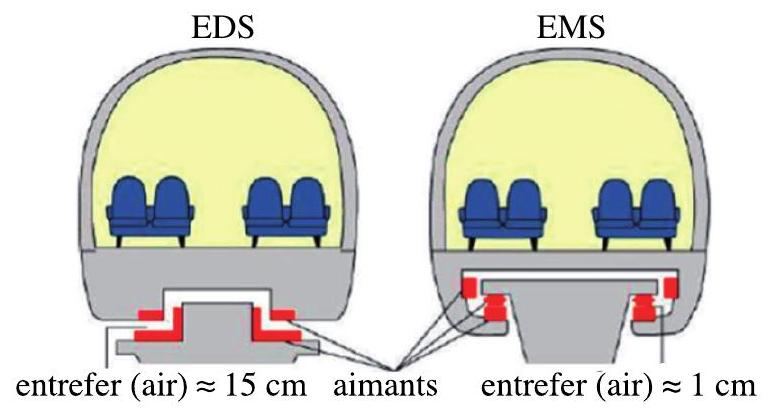 EDS
EMS
entrefer (air) ≈ 15 cm
aimants
entrefer (air) ≈ 1 cm